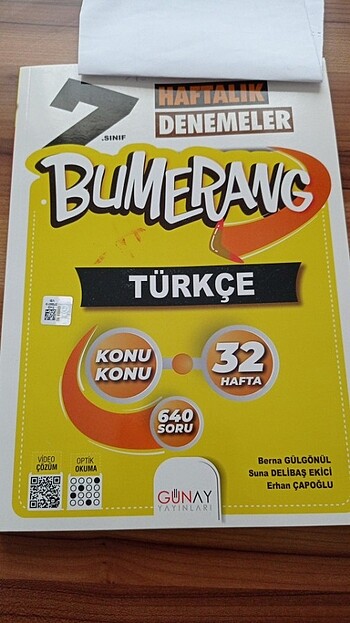 7
.SINIF
HAFTALIK
DENEMELER
BUMERANG
TÜRKÇE
KONU
KONU
32
HAFTA
640
SORU
Berna GÜLGÖNÜL
Suna DELİBAŞ EKİCİ
Erhan ÇAPOĞLU
VİDEO
ÇÖZÜM
OPTİK
OKUMA
GÜNAY
YAYINLARI